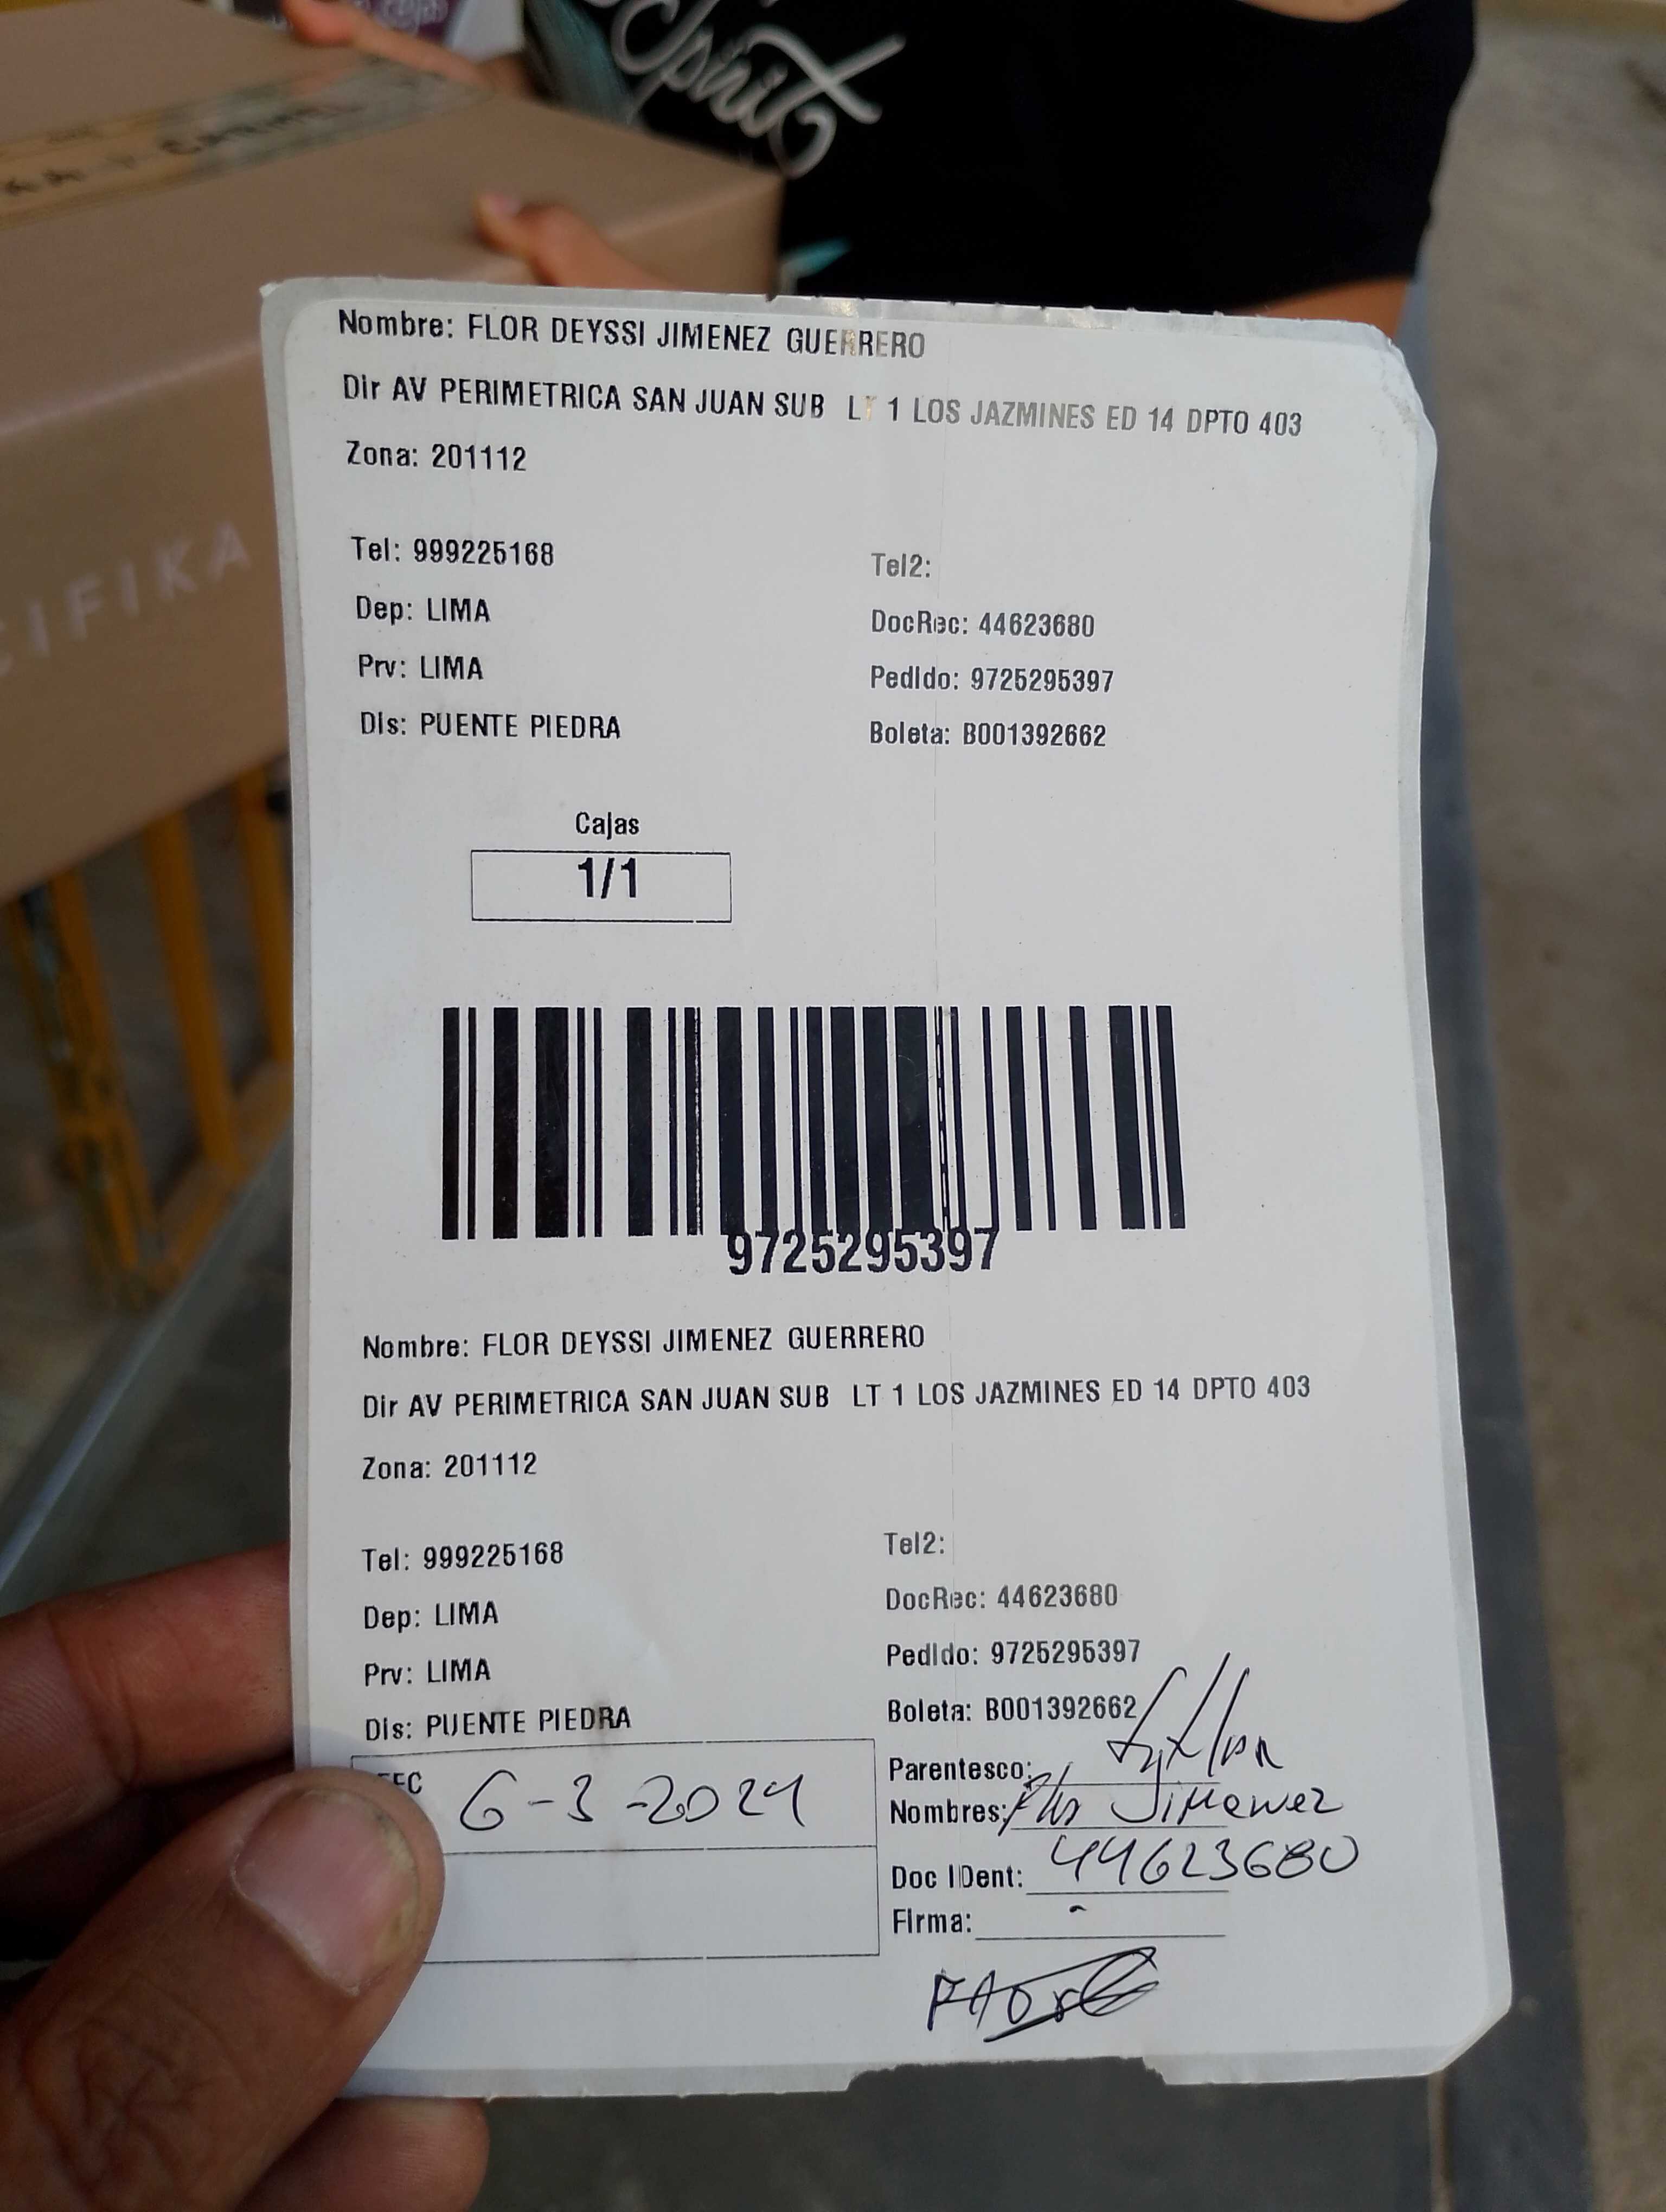 Spirit
CIFIKA
Nombre: FLOR DEYSSI JIMENEZ GUERRERO
Dir AV PERIMETRICA SAN JUAN SUB LT 1 LOS JAZMINES ED 14 DPTO 403
Zona: 201112
Tel: 999225168
Tel2:
Dep: LIMA
DocRec: 44623680
Prv: LIMA
Pedido: 9725295397
Dis: PUENTE PIEDRA
Boleta: B001392662
Cajas
1/1
9725295397
Nombre: FLOR DEYSSI JIMENEZ GUERRERO
Dir AV PERIMETRICA SAN JUAN SUB LT 1 LOS JAZMINES ED 14 DPTO 403
Zona: 201112
Tel: 999225168
Tel2:
Dep: LIMA
DocRec: 44623680
Prv: LIMA
Pedido: 9725295397
Dis: PUENTE PIEDRA
Boleta: B001392662
6-3-2024
Parentesco:
Nombres: Flor Jimenez
Doc IDent: 44623680
Firma: